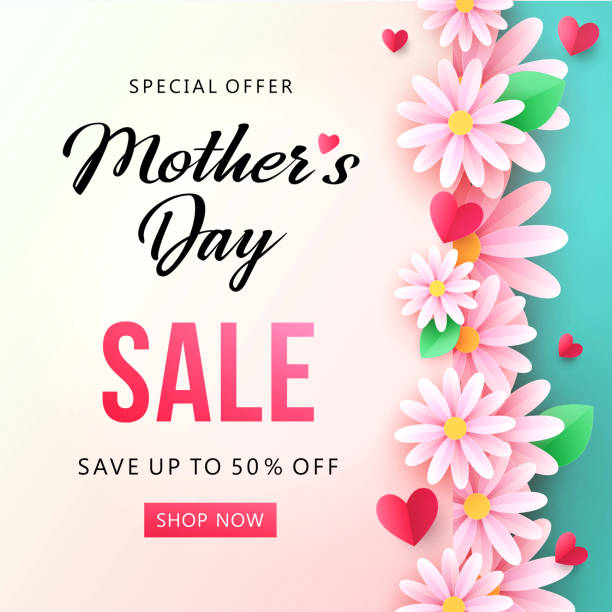 SPECIAL OFFER
Mother's
Day
SALE
SAVE UP TO 50% OFF
SHOP NOW